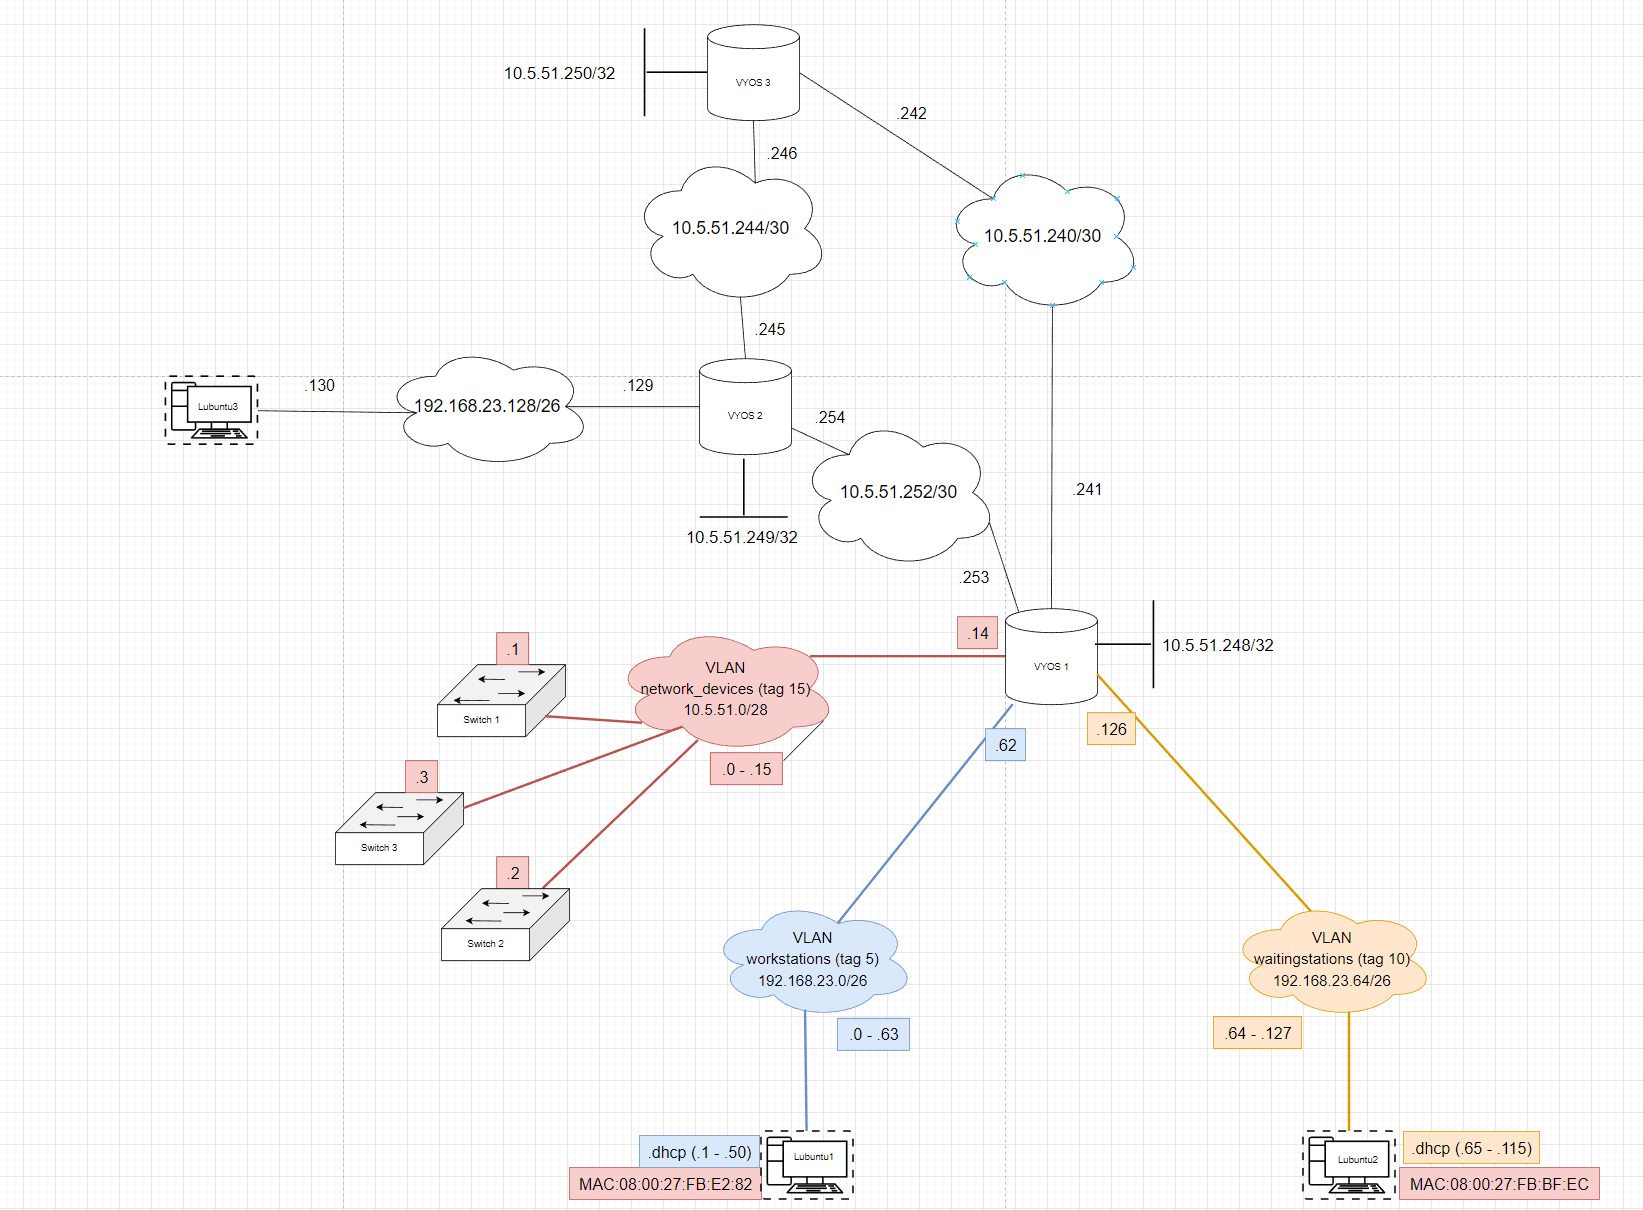 10.5.51.250/32
VYOS 3
.242
.246
10.5.51.244/30
10.5.51.240/30
.245
.130
192.168.23.128/26
.129
Lubuntu3
VYOS 2
.254
10.5.51.252/30
.241
10.5.51.249/32
.253
.14
.1
VYOS 1
10.5.51.248/32
VLAN
network_devices (tag 15)
10.5.51.0/28
Switch 1
.62
.126
.0 - .15
.3
Switch 3
.2
Switch 2
VLAN
workstations (tag 5)
192.168.23.0/26
VLAN
waitingstations (tag 10)
192.168.23.64/26
.0 - .63
.64 - .127
.dhcp (.1 - .50)
Lubuntu1
MAC:08:00:27:FB:E2:82
Lubuntu2
.dhcp (.65 - .115)
MAC:08:00:27:FB:BF:EC